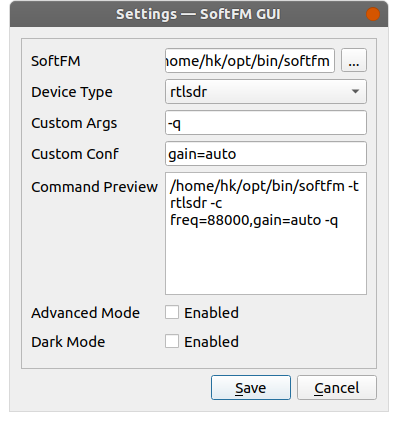 Settings — SoftFM GUI
SoftFM
home/hk/opt/bin/softfm
...
Device Type
rtlsdr
Custom Args
-q
Custom Conf
gain=auto
Command Preview
/home/hk/opt/bin/softfm -t
rtlsdr -c
freq=88000,gain=auto -q
Advanced Mode
Enabled
Dark Mode
Enabled
Save
Cancel